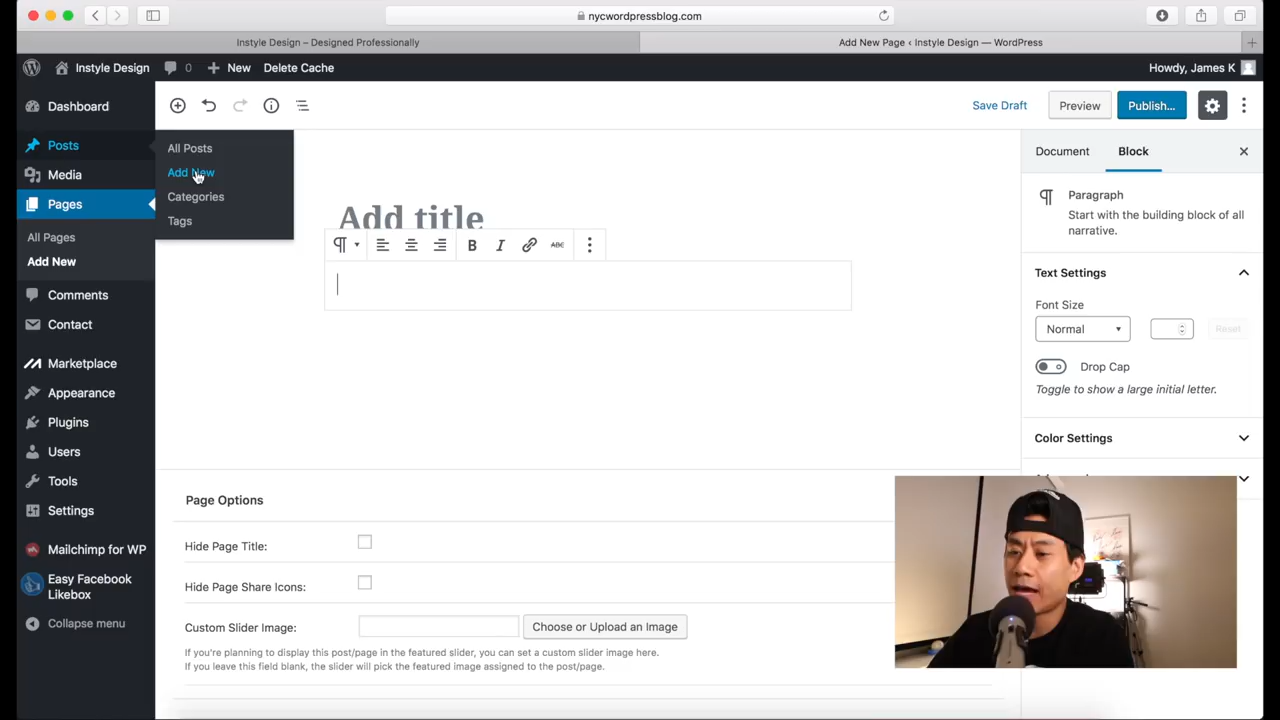 nycwordpressblog.com
Instyle Design – Designed Professionally
Add New Page ‹ Instyle Design — WordPress
Instyle Design
0
New
Delete Cache
Howdy, James K
Dashboard
Posts
Media
Pages
All Pages
Add New
Comments
Contact
Marketplace
Appearance
Plugins
Users
Tools
Settings
Mailchimp for WP
Easy Facebook
Likebox
Collapse menu
All Posts
Add New
Categories
Tags
Save Draft
Preview
Publish...
Add title
B
I
ABC
Page Options
Hide Page Title:
Hide Page Share Icons:
Custom Slider Image:
Choose or Upload an Image
If you're planning to display this post/page in the featured slider, you can set a custom slider image here.
If you leave this field blank, the slider will pick the featured image assigned to the post/page.
Document
Block
Paragraph
Start with the building block of all
narrative.
Text Settings
Font Size
Normal
Reset
Drop Cap
Toggle to show a large initial letter.
Color Settings